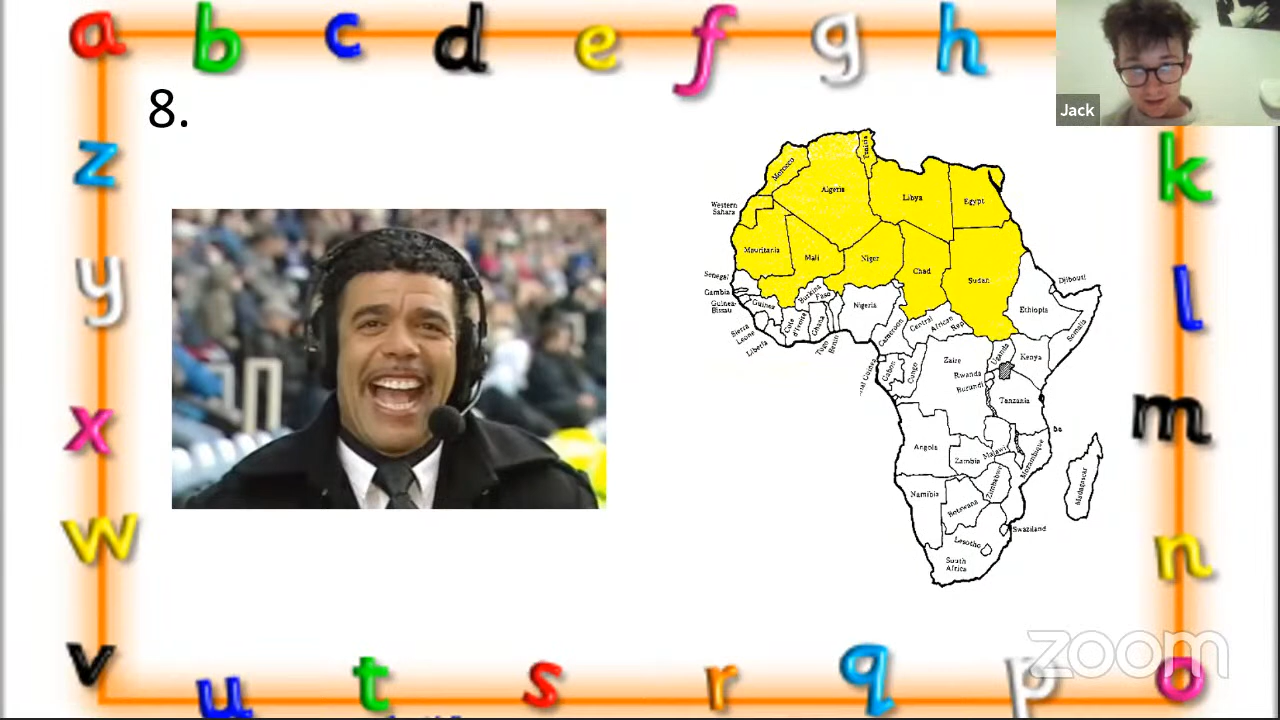 a b c d e f g h
Jack
8.
z
k
y
l
x
m
w
n
v
o
u t s r q p
zoom
Morocco
Tunisia
Algeria
Libya
Egypt
Western
Sahara
Mauritania
Mali
Niger
Chad
Sudan
Senegal
Gambia
Guinea-
Bissau
Guinea
Sierra
Leone
Liberia
Cote
d'Ivoire
Burkina
Faso
Ghana
Togo
Benin
Nigeria
Cameroon
Central African Rep
Djibouti
Ethiopia
Somalia
Gabon
Congo
Zaire
Uganda
Kenya
Rwanda
Burundi
Tanzania
Angola
Zambia
Malawi
Mozambique
Zimbabwe
Namibia
Botswana
Madagascar
Swaziland
Lesotho
South
Africa